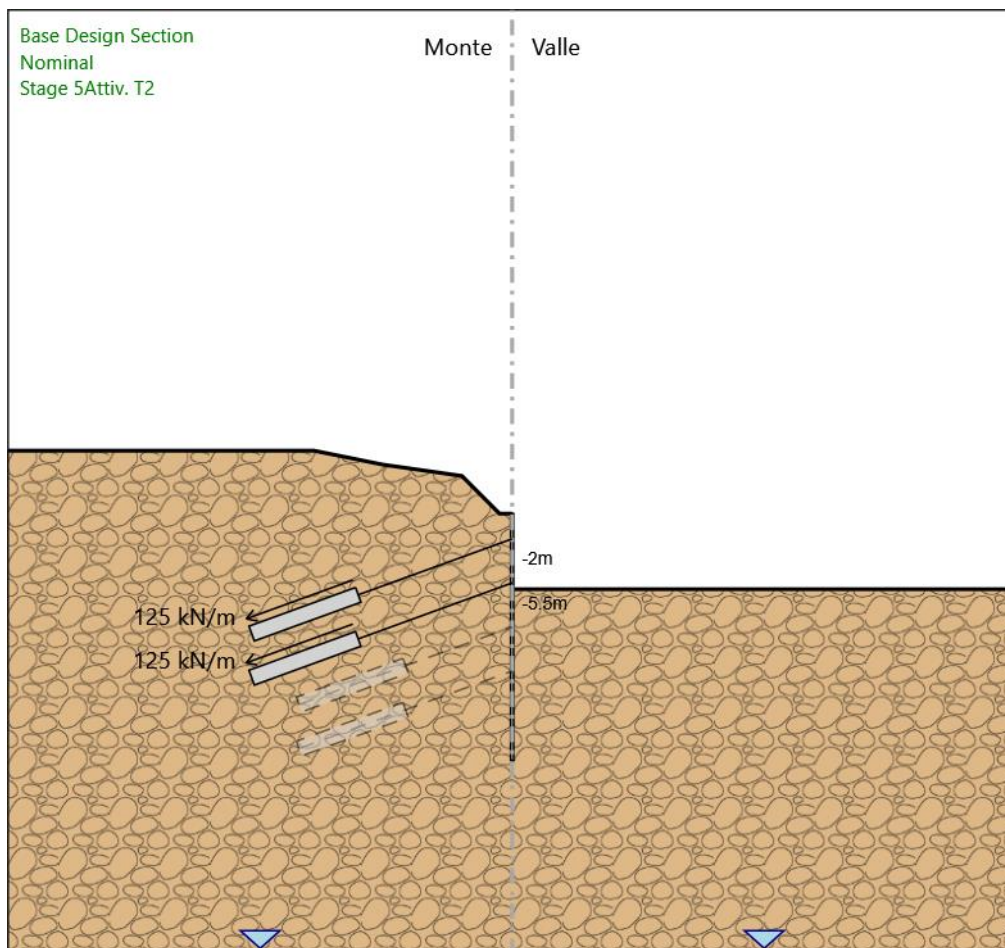 Base Design Section
Nominal
Stage 5Attiv. T2
Monte
Valle
-2m
-5.5m
125 kN/m
125 kN/m